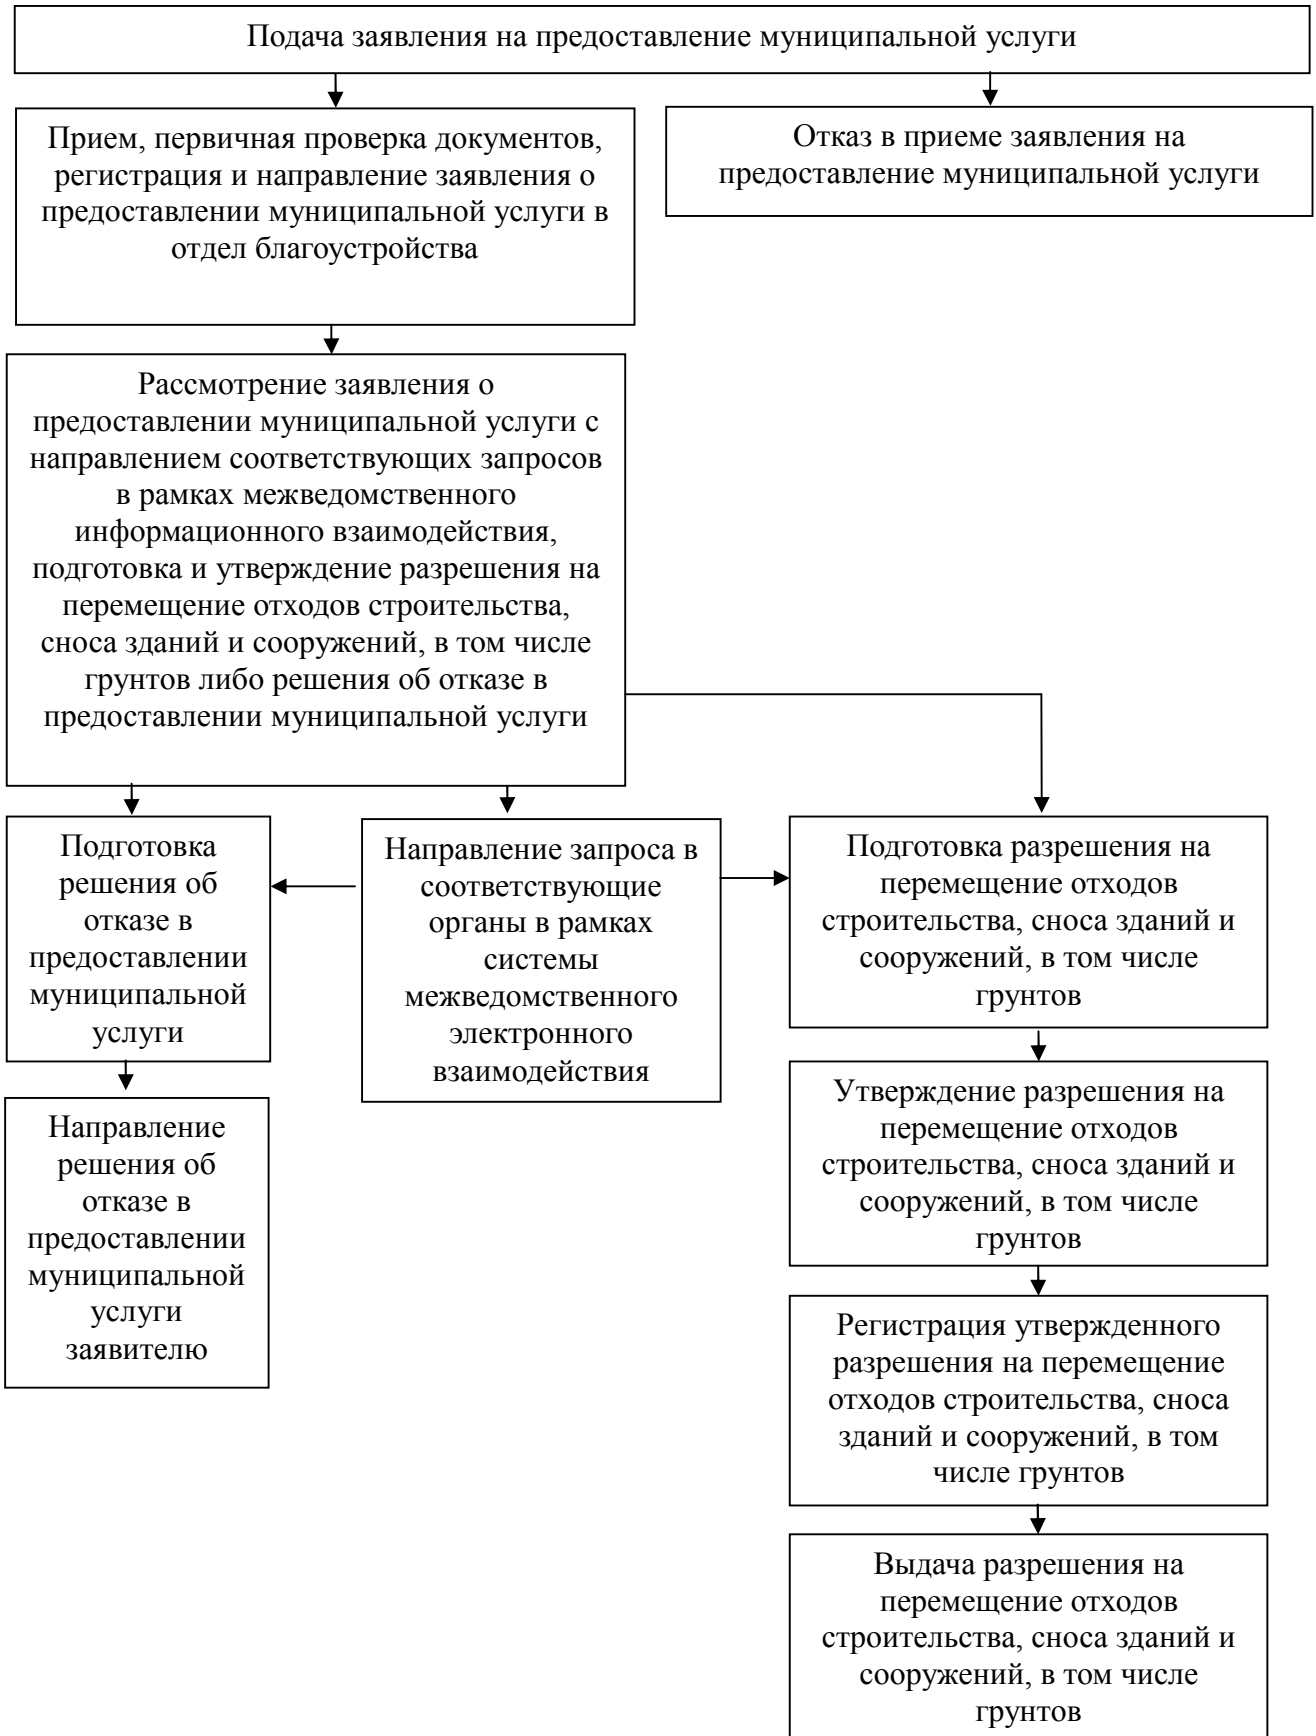 Подача заявления на предоставление муниципальной услуги
Прием, первичная проверка документов,
регистрация и направление заявления о
предоставлении муниципальной услуги в
отдел благоустройства
Отказ в приеме заявления на
предоставление муниципальной услуги
Рассмотрение заявления о
предоставлении муниципальной услуги с
направлением соответствующих запросов
в рамках межведомственного
информационного взаимодействия,
подготовка и утверждение разрешения на
перемещение отходов строительства,
сноса зданий и сооружений, в том числе
грунтов либо решения об отказе в
предоставлении муниципальной услуги
Подготовка
решения об
отказе в
предоставлении
муниципальной
услуги
Направление запроса в
соответствующие
органы в рамках
системы
межведомственного
электронного
взаимодействия
Подготовка разрешения на
перемещение отходов
строительства, сноса зданий и
сооружений, в том числе
грунтов
Направление
решения об
отказе в
предоставлении
муниципальной
услуги
заявителю
Утверждение разрешения на
перемещение отходов
строительства, сноса зданий и
сооружений, в том числе
грунтов
Регистрация утвержденного
разрешения на перемещение
отходов строительства, сноса
зданий и сооружений, в том
числе грунтов
Выдача разрешения на
перемещение отходов
строительства, сноса зданий и
сооружений, в том числе
грунтов